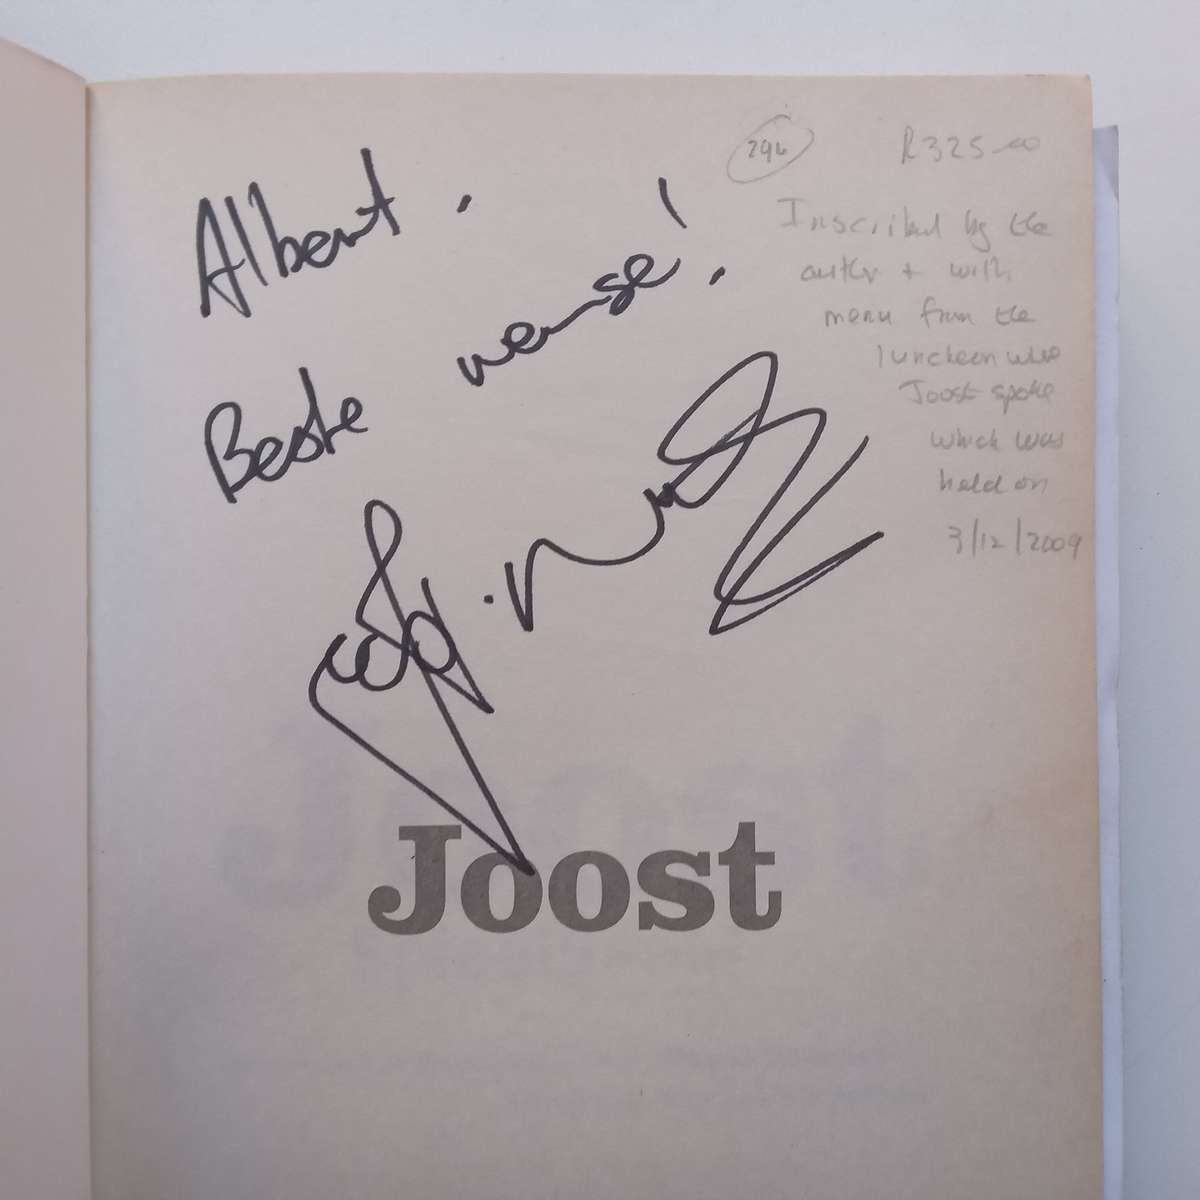 294
R325-00
Albert.
Beste wense!
Inscribed by the
author + with
menu from the
luncheon where
Joost spoke
which was
held on
3/12/2009
Joost